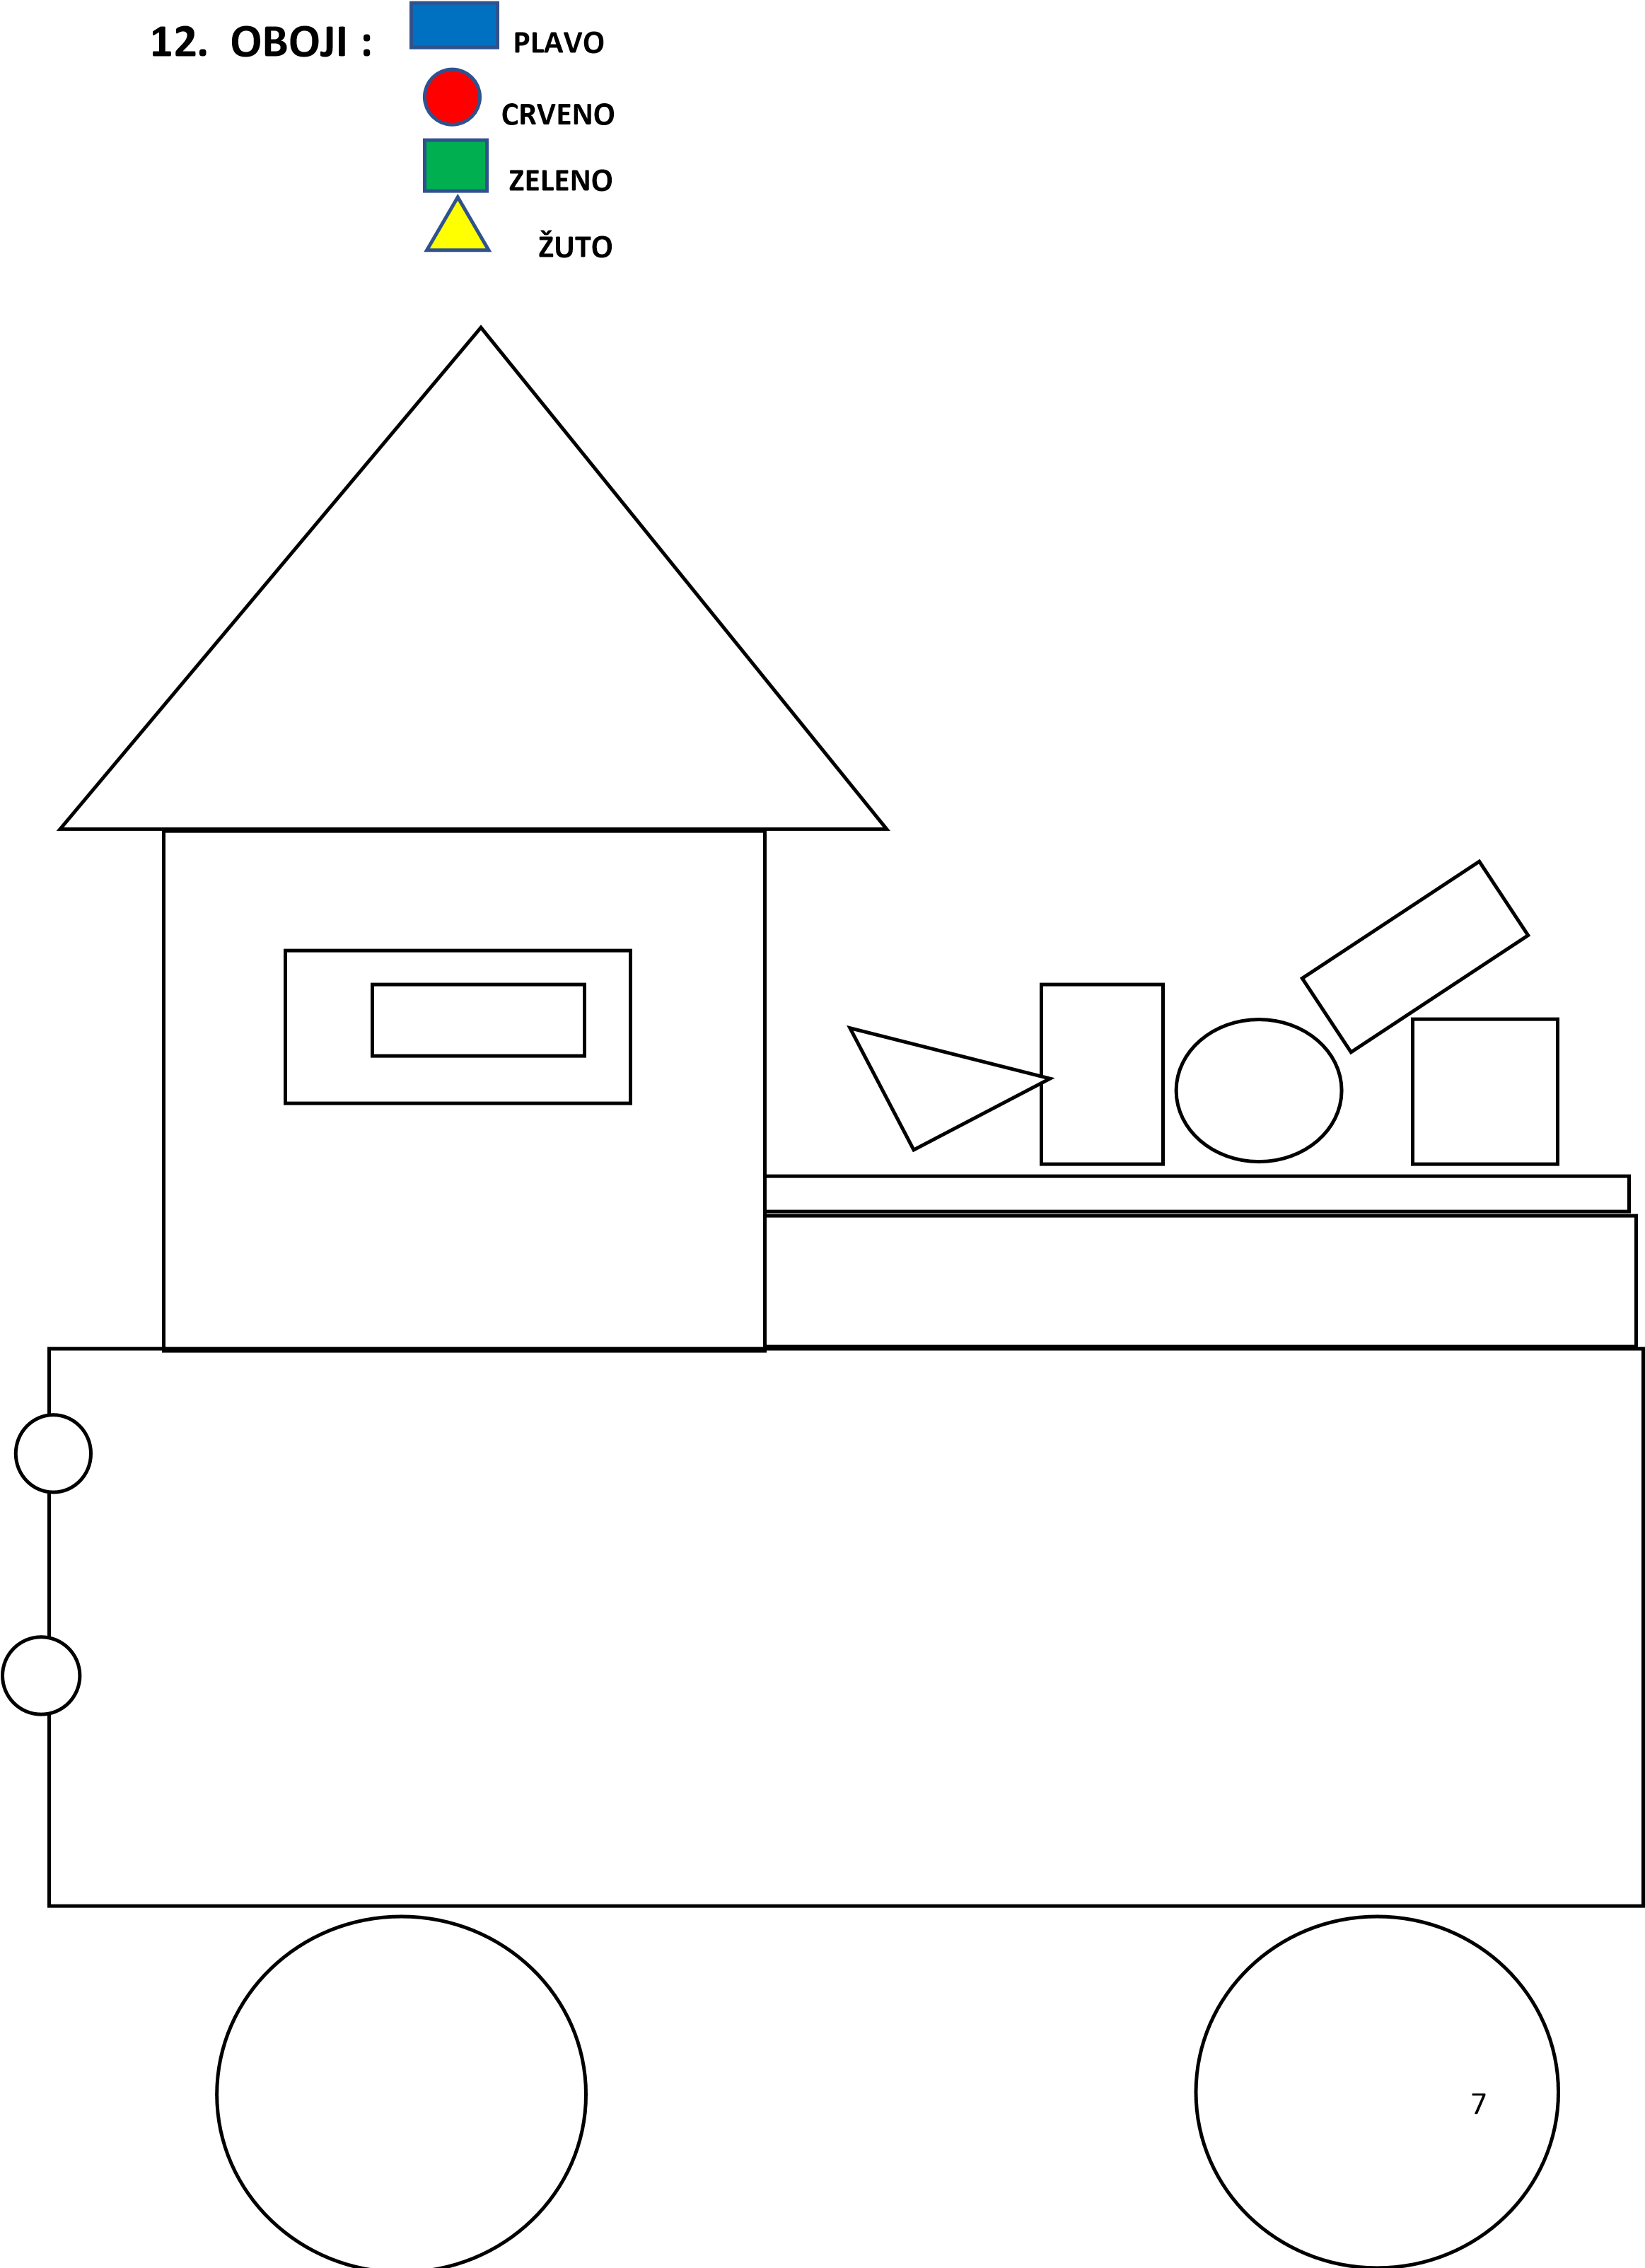 12. OBOJI : PLAVO
CRVENO
ZELENO
ŽUTO
7